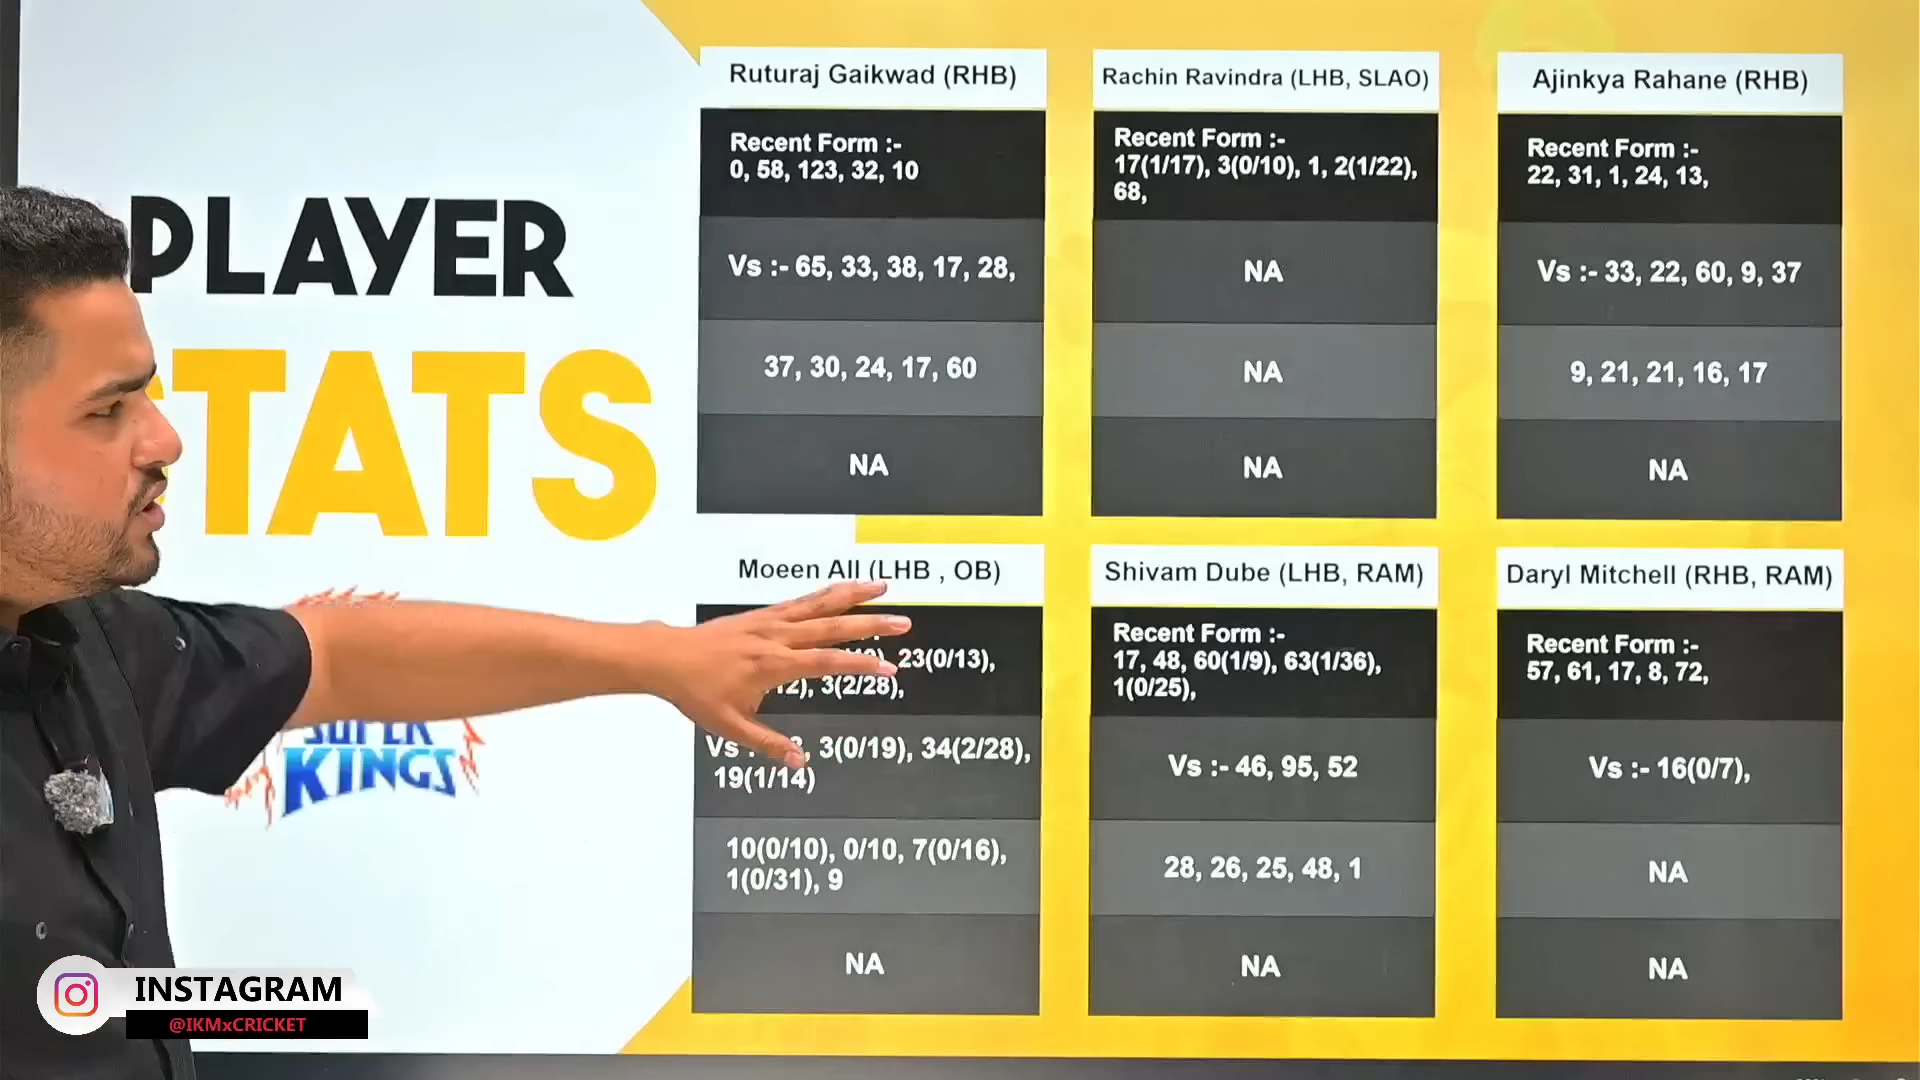 PLAYER
STATS
SUPER
KINGS
Ruturaj Gaikwad (RHB)
Recent Form :-
0, 58, 123, 32, 10
Vs :- 65, 33, 38, 17, 28,
37, 30, 24, 17, 60
NA
Rachin Ravindra (LHB, SLAO)
Recent Form :-
17(1/17), 3(0/10), 1, 2(1/22),
68,
NA
NA
NA
Ajinkya Rahane (RHB)
Recent Form :-
22, 31, 1, 24, 13,
Vs :- 33, 22, 60, 9, 37
9, 21, 21, 16, 17
NA
Moeen All (LHB , OB)
23(0/13),
3(2/28),
Vs 3(0/19), 34(2/28),
19(1/14)
10(0/10), 0/10, 7(0/16),
1(0/31), 9
NA
Shivam Dube (LHB, RAM)
Recent Form :-
17, 48, 60(1/9), 63(1/36),
1(0/25),
Vs :- 46, 95, 52
28, 26, 25, 48, 1
NA
Daryl Mitchell (RHB, RAM)
Recent Form :-
57, 61, 17, 8, 72,
Vs :- 16(0/7),
NA
NA
INSTAGRAM
@IKMxCRICKET